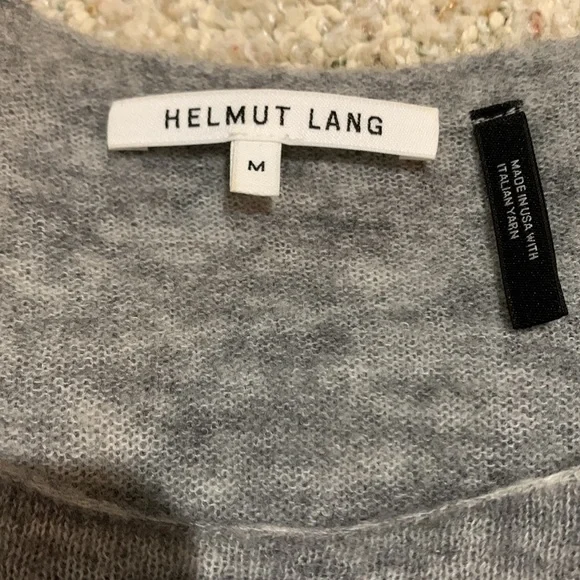 HELMUT LANG
M
MADE IN USA WITH
ITALIAN YARN